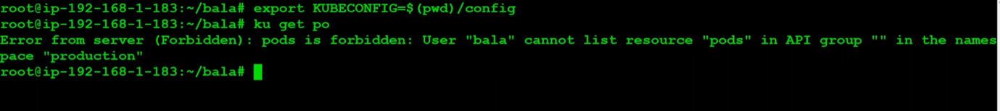 root@ip-192-168-1-183:~/bala# export KUBECONFIG=$(pwd)/config
root@ip-192-168-1-183:~/bala# ku get po
Error from server (Forbidden): pods is forbidden: User "bala" cannot list resource "pods" in API group "" in the names
pace "production"
root@ip-192-168-1-183:~/bala#